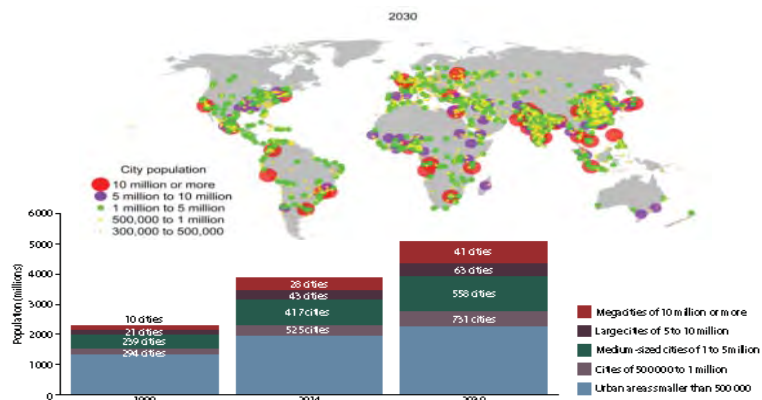 2030
City population
10 million or more
5 million to 10 million
1 million to 5 million
500,000 to 1 million
300,000 to 500,000
Population (millions)
6000
5000
4000
3000
2000
1000
0
10 cities
21 cities
239 cities
294 cities
28 cities
43 cities
417 cities
525 cities
41 cities
63 cities
558 cities
731 cities
Megacities of 10 million or more
Large cities of 5 to 10 million
Medium-sized cities of 1 to 5 million
Cities of 500 000 to 1 million
Urban areas smaller than 500 000